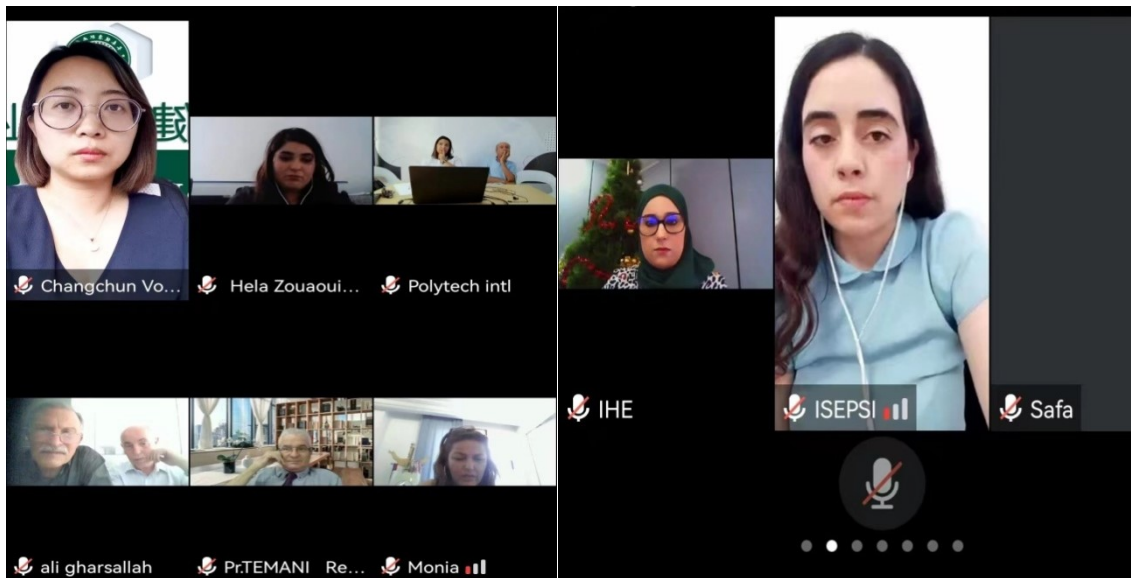 Changchun Vo...
Hela Zouaoui...
Polytech intl
ali gharsallah
Pr.TEMANI Re...
Monia
IHE
ISEPSI
Safa